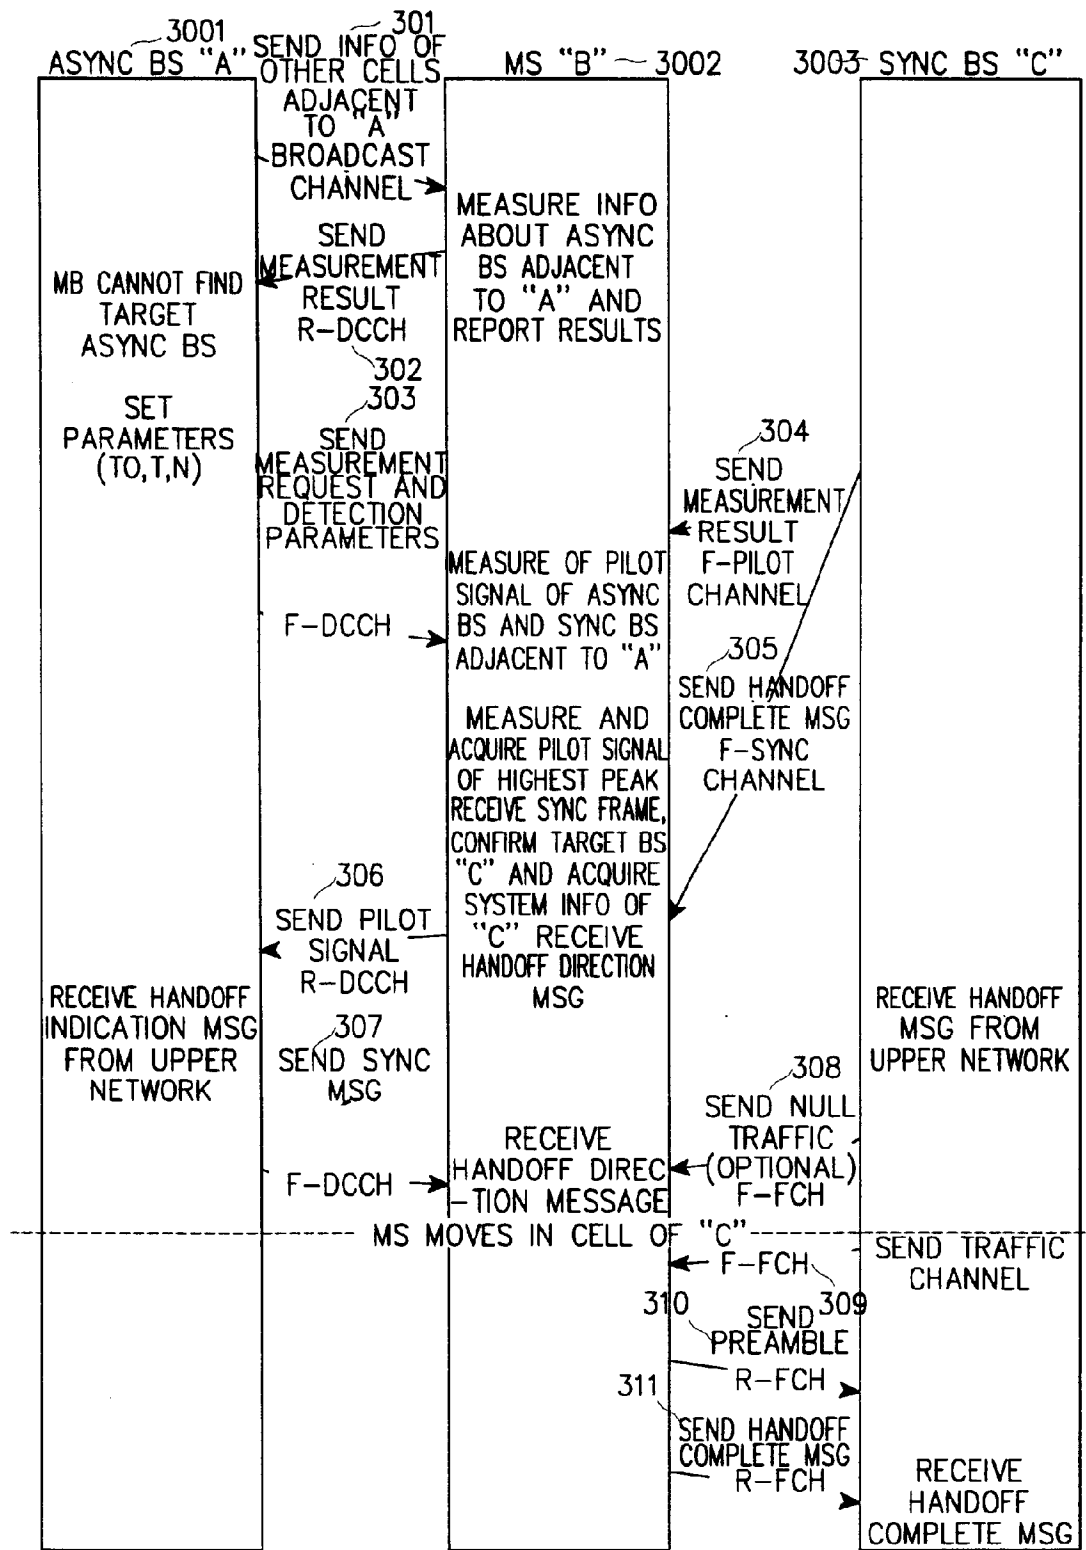 301
3001
ASYNC BS "A"
SEND INFO OF
OTHER CELLS
ADJACENT
TO "A"
BROADCAST
CHANNEL
MS "B"
3002
3003
SYNC BS "C"
MEASURE INFO
ABOUT ASYNC
BS ADJACENT
TO "A" AND
REPORT RESULTS
SEND
MEASUREMENT
RESULT
R-DCCH
302
MB CANNOT FIND
TARGET
ASYNC BS
SET
PARAMETERS
(TO,T,N)
303
SEND
MEASUREMENT
REQUEST AND
DETECTION
PARAMETERS
F-DCCH
304
SEND
MEASUREMENT
RESULT
F-PILOT
CHANNEL
MEASURE OF PILOT
SIGNAL OF ASYNC
BS AND SYNC BS
ADJACENT TO "A"
305
SEND HANDOFF
COMPLETE MSG
F-SYNC
CHANNEL
MEASURE AND
ACQUIRE PILOT SIGNAL
OF HIGHEST PEAK
RECEIVE SYNC FRAME,
CONFIRM TARGET BS
"C" AND ACQUIRE
SYSTEM INFO OF
"C" RECEIVE
HANDOFF DIRECTION
MSG
306
SEND PILOT
SIGNAL
R-DCCH
RECEIVE HANDOFF
INDICATION MSG
FROM UPPER
NETWORK
307
SEND SYNC
MSG
F-DCCH
RECEIVE HANDOFF
MSG FROM
UPPER NETWORK
308
SEND NULL
TRAFFIC
(OPTIONAL)
F-FCH
RECEIVE
HANDOFF DIREC
-TION MESSAGE
MS MOVES IN CELL OF "C"
SEND TRAFFIC
CHANNEL
F-FCH
309
310
SEND
PREAMBLE
R-FCH
311
SEND HANDOFF
COMPLETE MSG
R-FCH
RECEIVE
HANDOFF
COMPLETE MSG